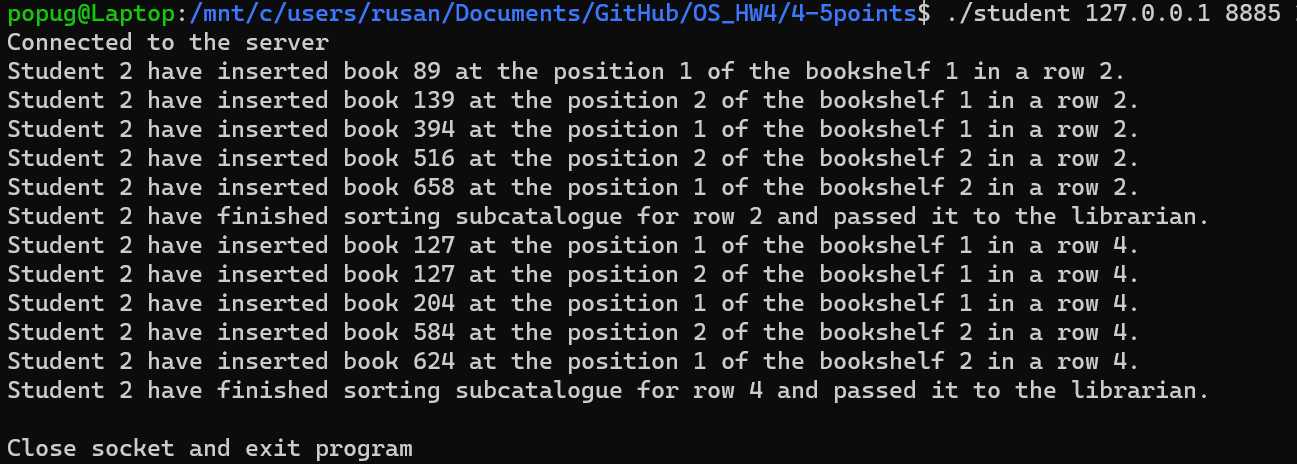 popug@Laptop:/mnt/c/users/rusan/Documents/GitHub/OS_HW4/4-5points$ ./student 127.0.0.1 8885
Connected to the server
Student 2 have inserted book 89 at the position 1 of the bookshelf 1 in a row 2.
Student 2 have inserted book 139 at the position 2 of the bookshelf 1 in a row 2.
Student 2 have inserted book 394 at the position 1 of the bookshelf 1 in a row 2.
Student 2 have inserted book 516 at the position 2 of the bookshelf 2 in a row 2.
Student 2 have inserted book 658 at the position 1 of the bookshelf 2 in a row 2.
Student 2 have finished sorting subcatalogue for row 2 and passed it to the librarian.
Student 2 have inserted book 127 at the position 1 of the bookshelf 1 in a row 4.
Student 2 have inserted book 127 at the position 2 of the bookshelf 1 in a row 4.
Student 2 have inserted book 204 at the position 1 of the bookshelf 1 in a row 4.
Student 2 have inserted book 584 at the position 2 of the bookshelf 2 in a row 4.
Student 2 have inserted book 624 at the position 1 of the bookshelf 2 in a row 4.
Student 2 have finished sorting subcatalogue for row 4 and passed it to the librarian.
Close socket and exit program